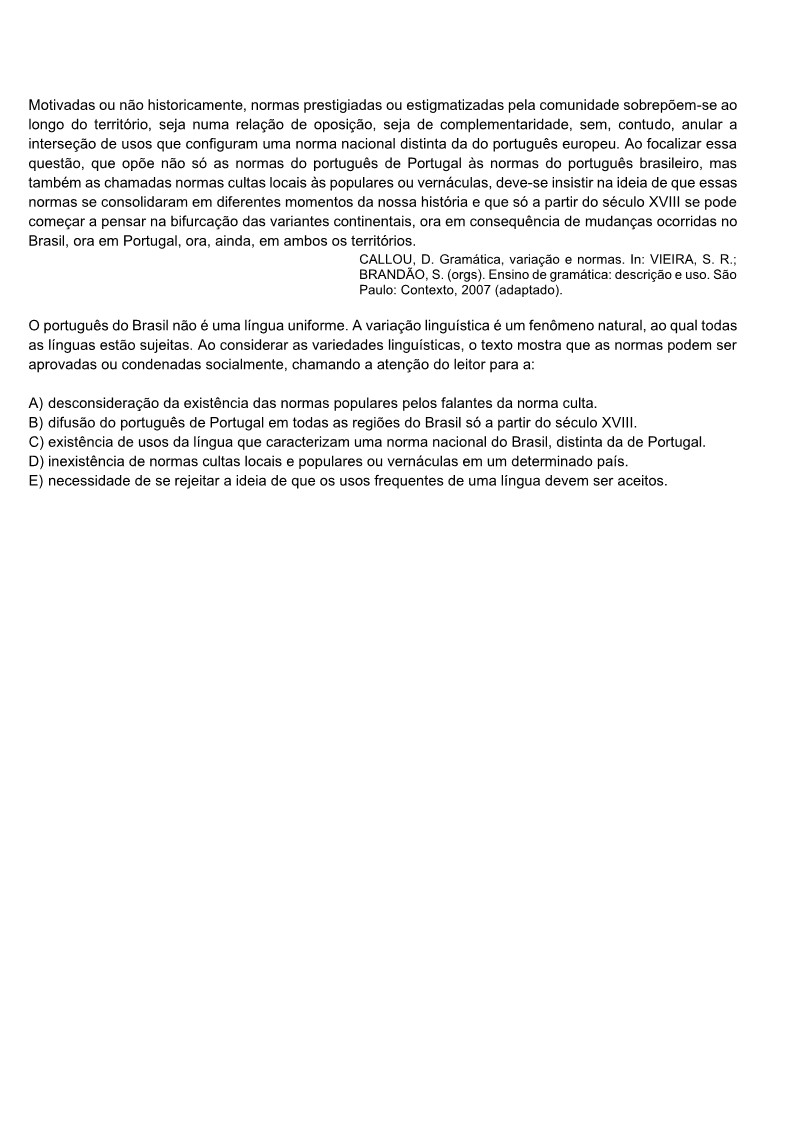 Motivadas ou não historicamente, normas prestigiadas ou estigmatizadas pela comunidade sobrepõem-se ao
longo do território, seja numa relação de oposição, seja de complementaridade, sem, contudo, anular a
interseção de usos que configuram uma norma nacional distinta da do português europeu. Ao focalizar essa
questão, que opõe não só as normas do português de Portugal às normas do português brasileiro, mas
também as chamadas normas cultas locais às populares ou vernáculas, deve-se insistir na ideia de que essas
normas se consolidaram em diferentes momentos da nossa história e que só a partir do século XVIII se pode
começar a pensar na bifurcação das variantes continentais, ora em consequência de mudanças ocorridas no
Brasil, ora em Portugal, ora, ainda, em ambos os territórios.
CALLOU, D. Gramática, variação e normas. In: VIEIRA, S. R.;
BRANDÃO, S. (orgs). Ensino de gramática: descrição e uso. São
Paulo: Contexto, 2007 (adaptado).
O português do Brasil não é uma língua uniforme. A variação linguística é um fenômeno natural, ao qual todas
as línguas estão sujeitas. Ao considerar as variedades linguísticas, o texto mostra que as normas podem ser
aprovadas ou condenadas socialmente, chamando a atenção do leitor para a:
A) desconsideração da existência das normas populares pelos falantes da norma culta.
B) difusão do português de Portugal em todas as regiões do Brasil só a partir do século XVIII.
C) existência de usos da língua que caracterizam uma norma nacional do Brasil, distinta da de Portugal.
D) inexistência de normas cultas locais e populares ou vernáculas em um determinado país.
E) necessidade de se rejeitar a ideia de que os usos frequentes de uma língua devem ser aceitos.